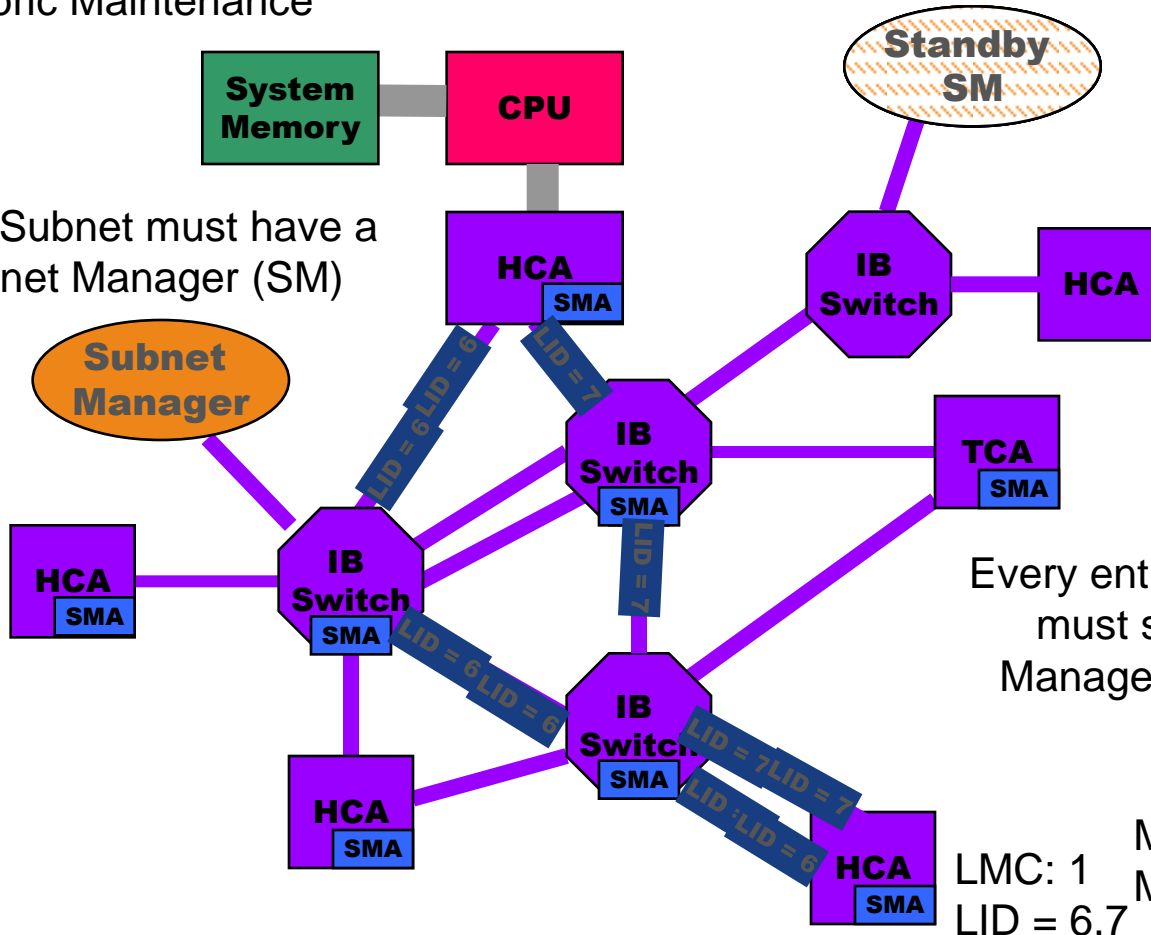 Standby
SM
System
Memory
CPU
Subnet must have a
net Manager (SM)
HCA
SMA
IB
Switch
HCA
Subnet
Manager
LID = 6
LID = 6
LID = 7
IB
Switch
SMA
TCA
SMA
HCA
SMA
IB
Switch
SMA
LID = 7
Every ent
must s
Manage
LID = 6
LID = 6
IB
Switch
SMA
LID = 7
LID = 7
LID =
LID = 6
HCA
SMA
HCA
SMA
LMC: 1
LID = 6,7